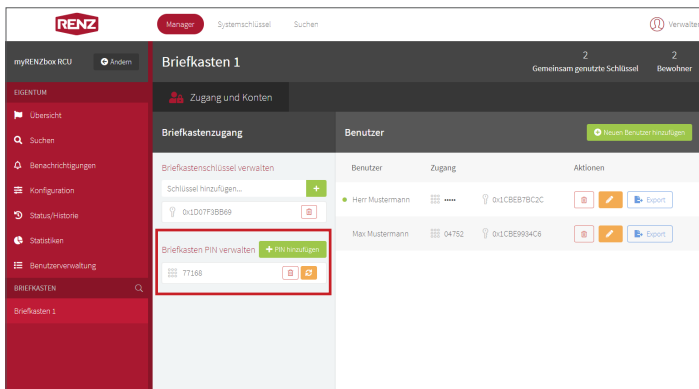 RENZ
Manager Systemschlüssel Suchen Verwalter
myRENZbox RCU Ändern
Briefkasten 1
2 Gemeinsam genutzte Schlüssel
2 Bewohner
EIGENTUM
Übersicht
Suchen
Benachrichtigungen
Konfiguration
Status/Historie
Statistiken
Benutzerverwaltung
BRIEFKASTEN
Briefkasten 1
Zugang und Konten
Briefkastenzugang
Briefkastenschlüssel verwalten
Schlüssel hinzufügen... +
0x1D07F3BB69
Briefkasten PIN verwalten + PIN hinzufügen
77168
Benutzer Neuen Benutzer hinzufügen
Benutzer Zugang Aktionen
Herr Mustermann ••••• 0x1CBEB7BC2C Export
Max Mustermann 04752 0x1CBE9934C6 Export